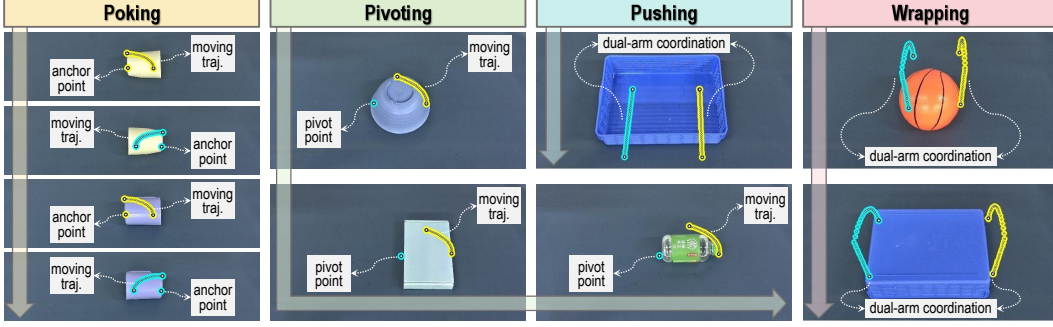 Poking
Pivoting
Pushing
Wrapping
moving
traj.
anchor
point
moving
traj.
anchor
point
moving
traj.
anchor
point
moving
traj.
anchor
point
moving
traj.
pivot
point
moving
traj.
pivot
point
dual-arm coordination
moving
traj.
pivot
point
dual-arm coordination
dual-arm coordination